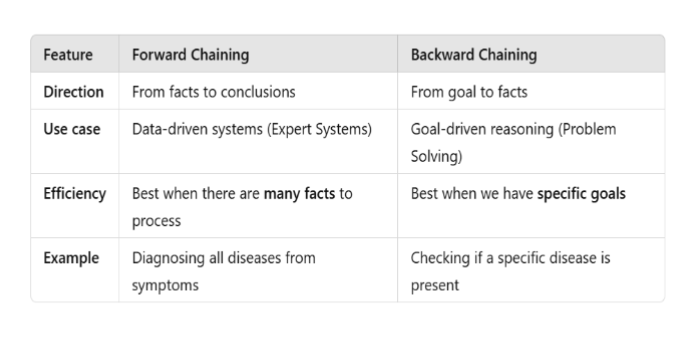 Feature Forward Chaining Backward Chaining
Direction From facts to conclusions From goal to facts
Use case Data-driven systems (Expert Systems) Goal-driven reasoning (Problem
Solving)
Efficiency Best when there are many facts to Best when we have specific goals
process
Example Diagnosing all diseases from Checking if a specific disease is
symptoms present